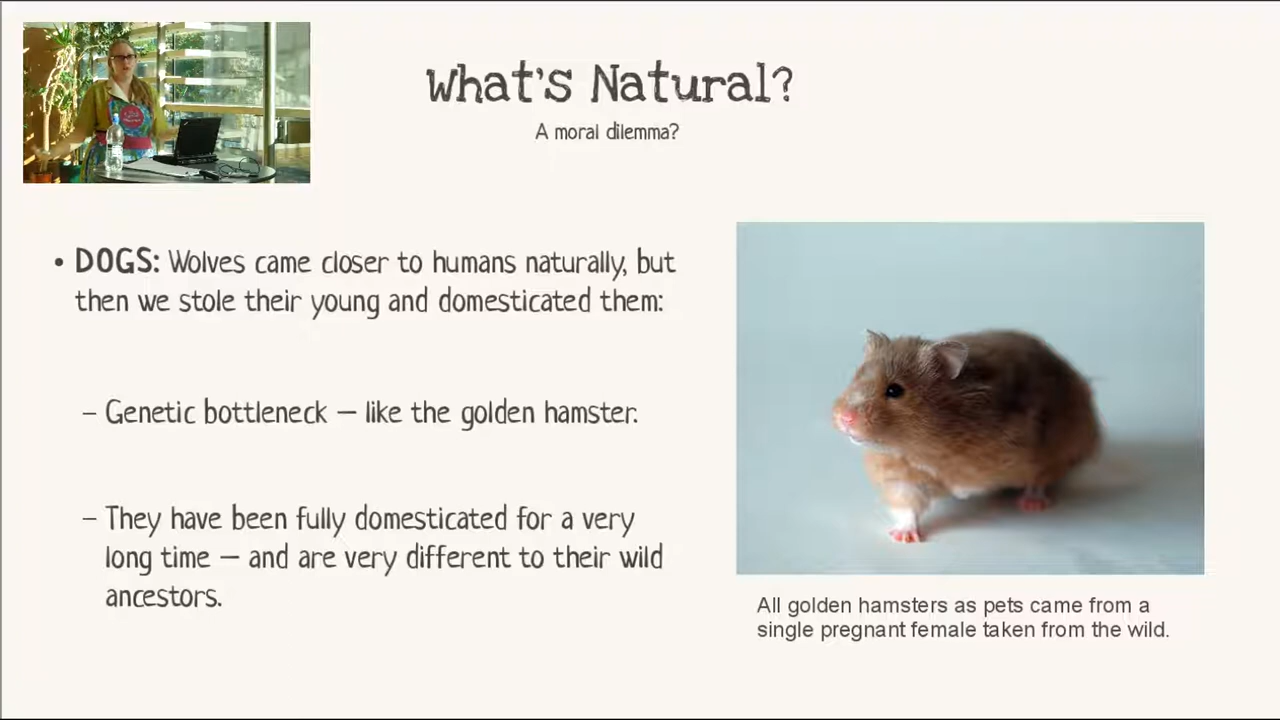 What's Natural?
A moral dilemma?
• DOGS: Wolves came closer to humans naturally, but
then we stole their young and domesticated them:
– Genetic bottleneck – like the golden hamster.
– They have been fully domesticated for a very
long time – and are very different to their wild
ancestors.
All golden hamsters as pets came from a
single pregnant female taken from the wild.